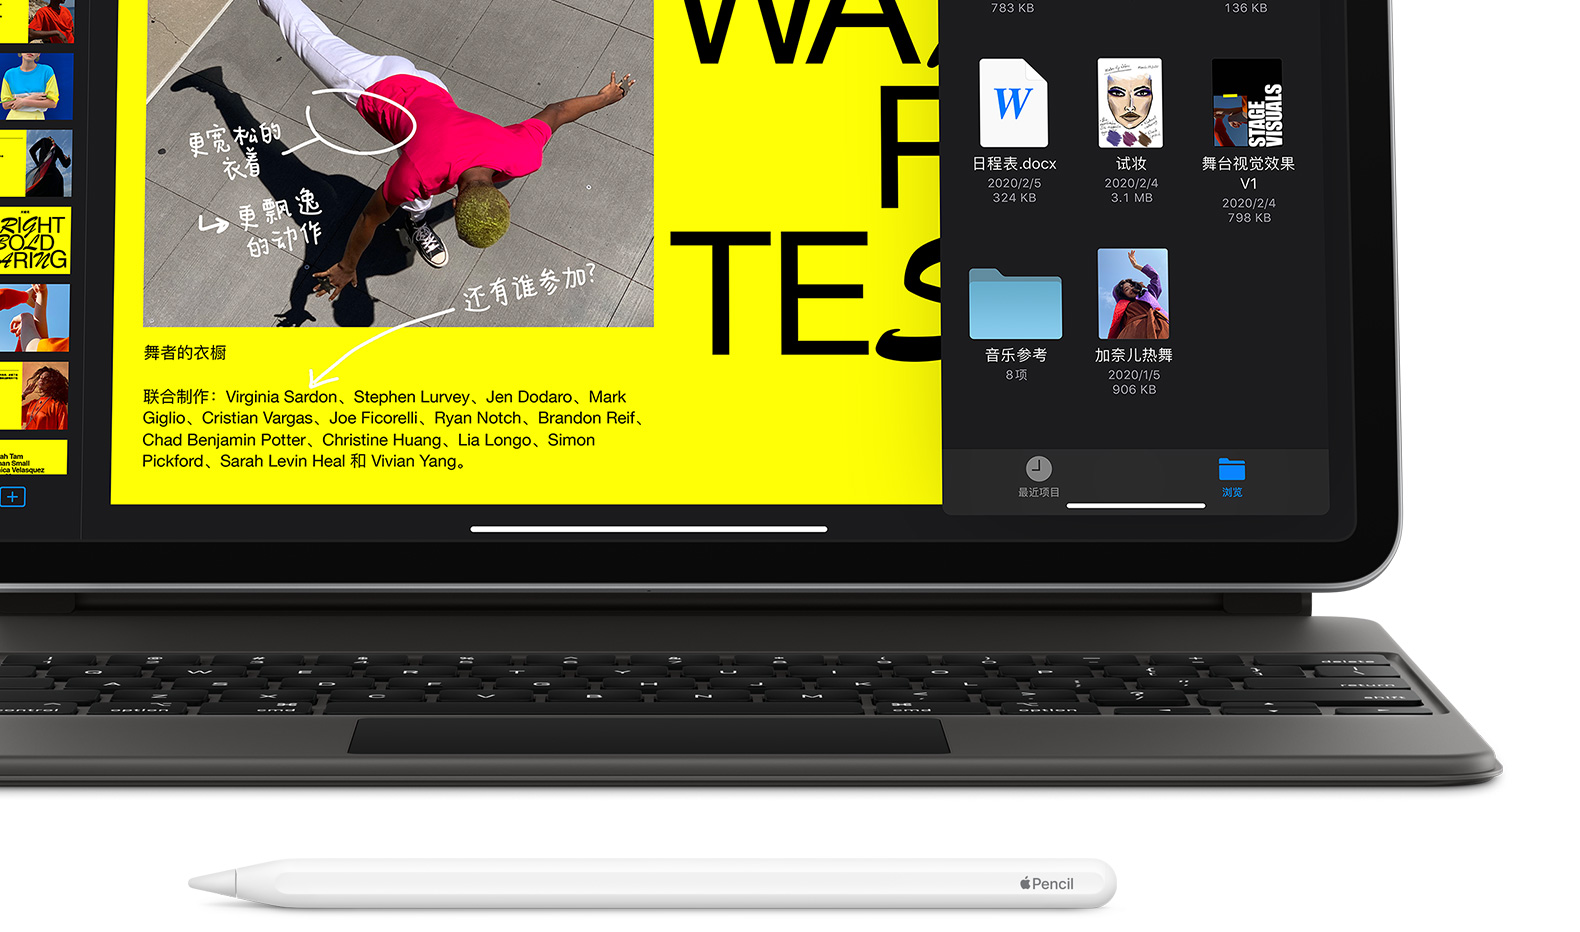 783 KB
136 KB
WA
F
TES
更宽松的
衣着
更飘逸
的动作
还有谁参加?
舞者的衣橱
联合制作：Virginia Sardon、Stephen Lurvey、Jen Dodaro、Mark
Giglio、Cristian Vargas、Joe Ficorelli、Ryan Notch、Brandon Reif、
Chad Benjamin Potter、Christine Huang、Lia Longo、Simon
Pickford、Sarah Levin Heal 和 Vivian Yang。
RIGHT
BOLD
ARING
ah Tam
an Small
ica Velasquez
W
STAGE
VISUALS
日程表.docx
2020/2/5
324 KB
试妆
2020/2/4
3.1 MB
舞台视觉效果
V1
2020/2/4
798 KB
音乐参考
8项
加奈儿热舞
2020/1/5
906 KB
最近项目
浏览
delete
Q W E R T Y U I O P
A S D F G H J K L
return
Z X C V B N M
shift
control option cmd
cmd option
Pencil